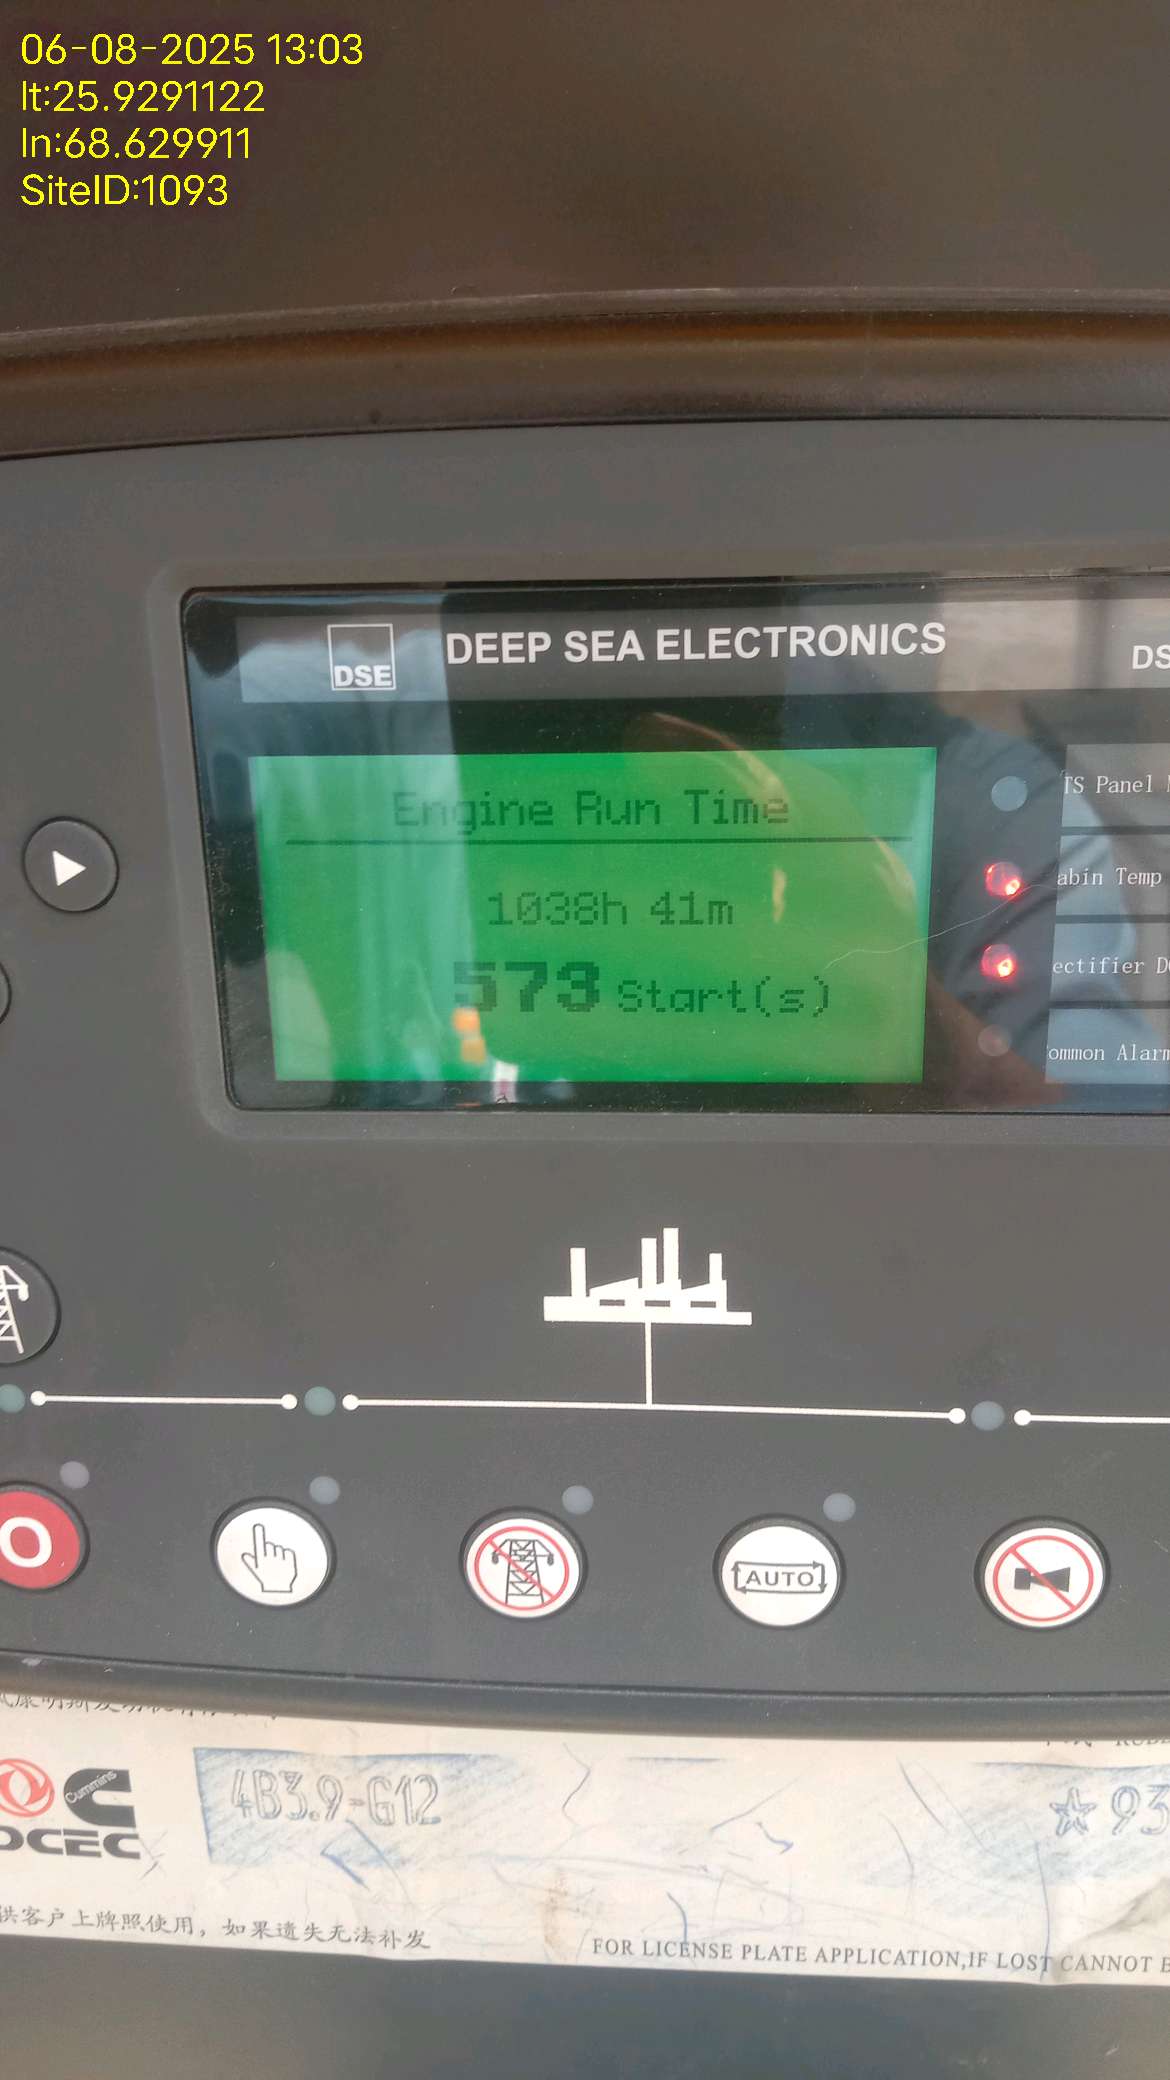 06-08-2025 13:03
lt:25.9291122
ln:68.629911
SiteID:1093
DSE
DEEP SEA ELECTRONICS
DS
Engine Run Time
1038h 41m
573 Start(s)
TS Panel
abin Temp
ectifier D
ommon Alarm
AUTO
Cummins
DCEC
4B3.9-G12
☆ 93
供客户上牌照使用，如果遗失无法补发
FOR LICENSE PLATE APPLICATION,IF LOST CANNOT